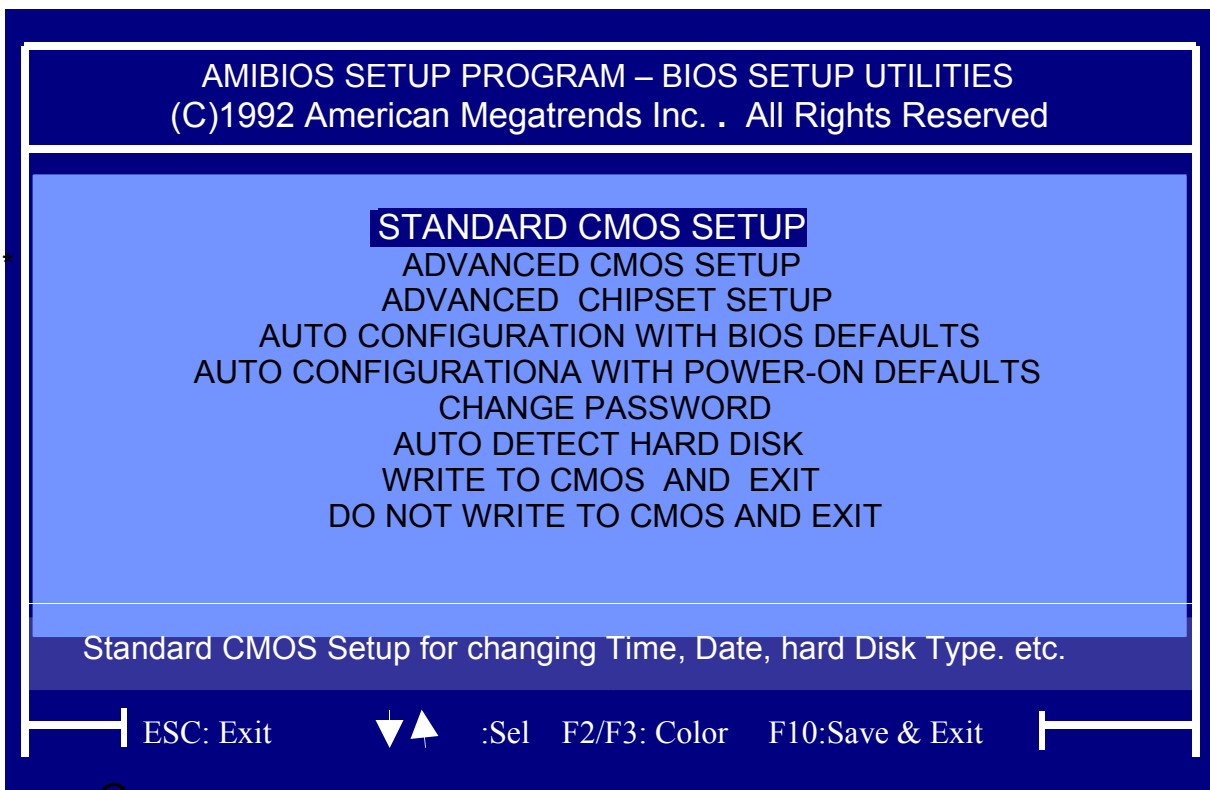 AMIBIOS SETUP PROGRAM – BIOS SETUP UTILITIES
(C)1992 American Megatrends Inc. . All Rights Reserved
STANDARD CMOS SETUP
*
ADVANCED CMOS SETUP
ADVANCED CHIPSET SETUP
AUTO CONFIGURATION WITH BIOS DEFAULTS
AUTO CONFIGURATIONA WITH POWER-ON DEFAULTS
CHANGE PASSWORD
AUTO DETECT HARD DISK
WRITE TO CMOS AND EXIT
DO NOT WRITE TO CMOS AND EXIT
Standard CMOS Setup for changing Time, Date, hard Disk Type. etc.
ESC: Exit ▼▲ :Sel F2/F3: Color F10:Save & Exit